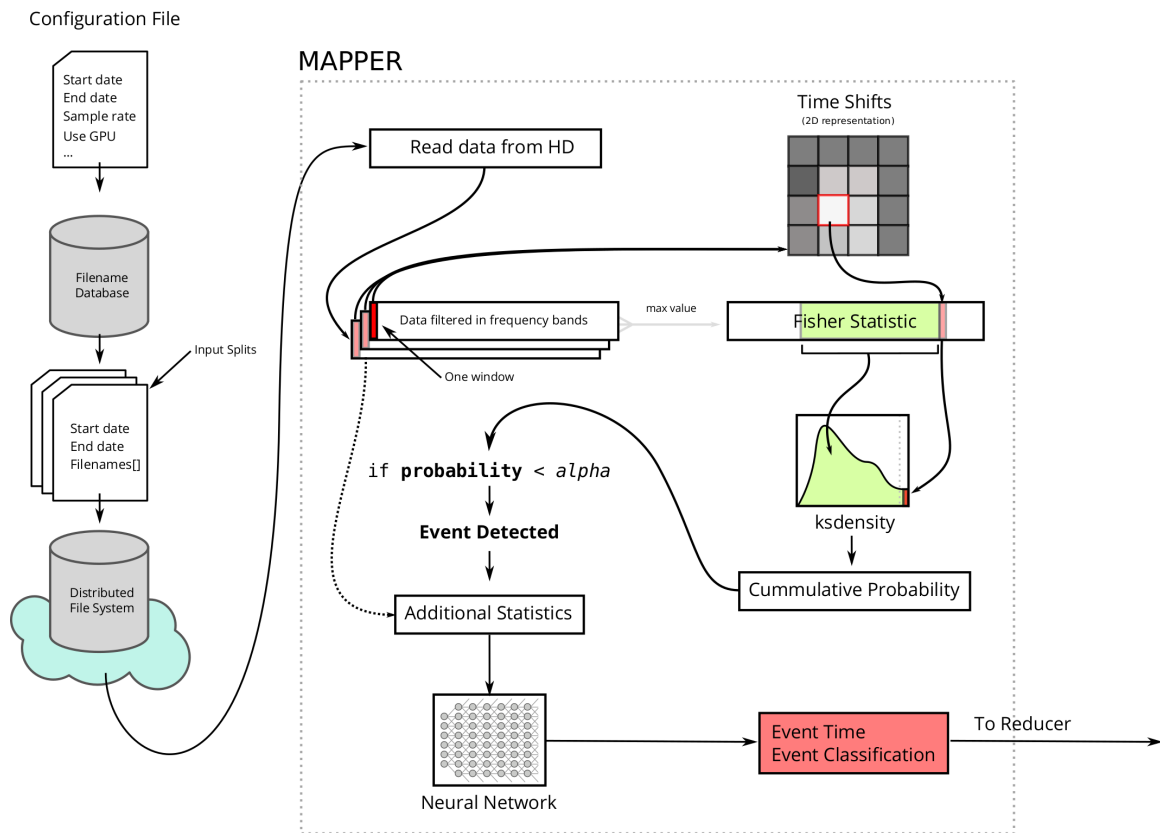 Configuration File
Start date
End date
Sample rate
Use GPU
...
Filename
Database
Input Splits
Start date
End date
Filenames[]
Distributed
File System
MAPPER
Read data from HD
Time Shifts
(2D representation)
Data filtered in frequency bands
max value
Fisher Statistic
One window
if probability < alpha
Event Detected
ksdensity
Cummulative Probability
Additional Statistics
Neural Network
Event Time
Event Classification
To Reducer